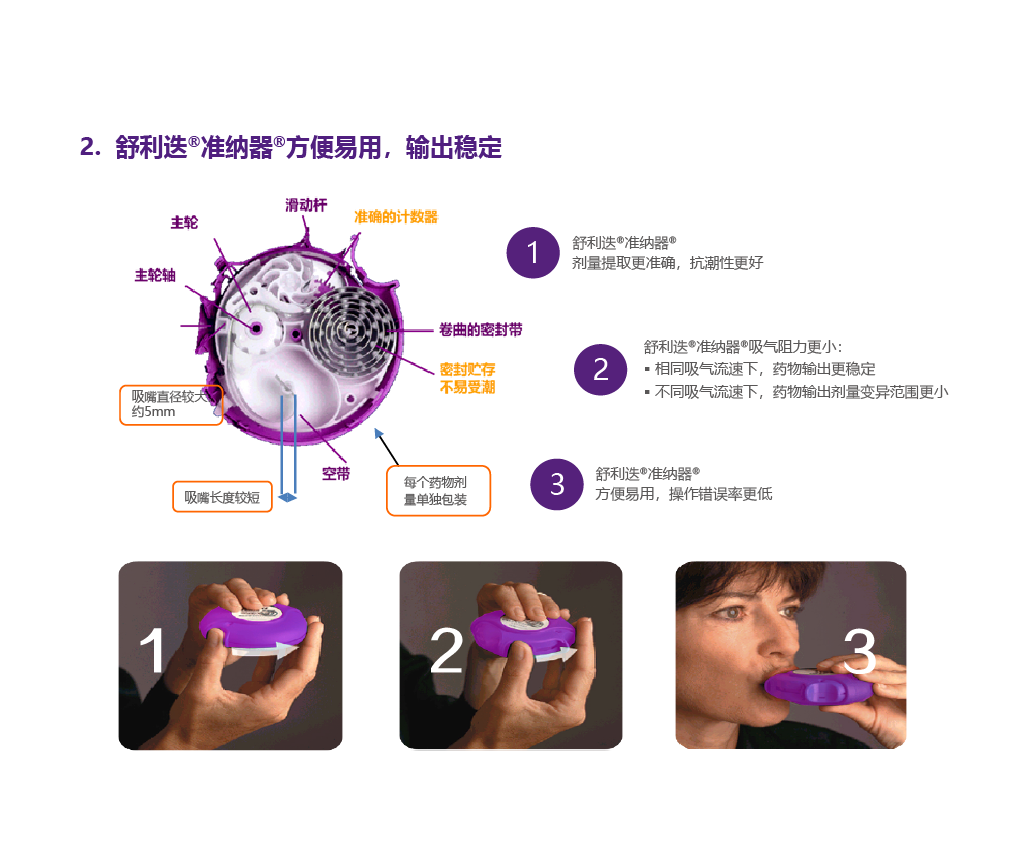 2. 舒利迭®准纳器®方便易用，输出稳定
滑动杆
主轮
准确的计数器
主轮轴
卷曲的密封带
密封贮存
不易受潮
吸嘴直径较大
约5mm
空带
吸嘴长度较短
每个药物剂
量单独包装
1
舒利迭®准纳器®
剂量提取更准确，抗潮性更好
2
舒利迭®准纳器®吸气阻力更小：
▪ 相同吸气流速下，药物输出更稳定
▪ 不同吸气流速下，药物输出剂量变异范围更小
3
舒利迭®准纳器®
方便易用，操作错误率更低
1
2
3